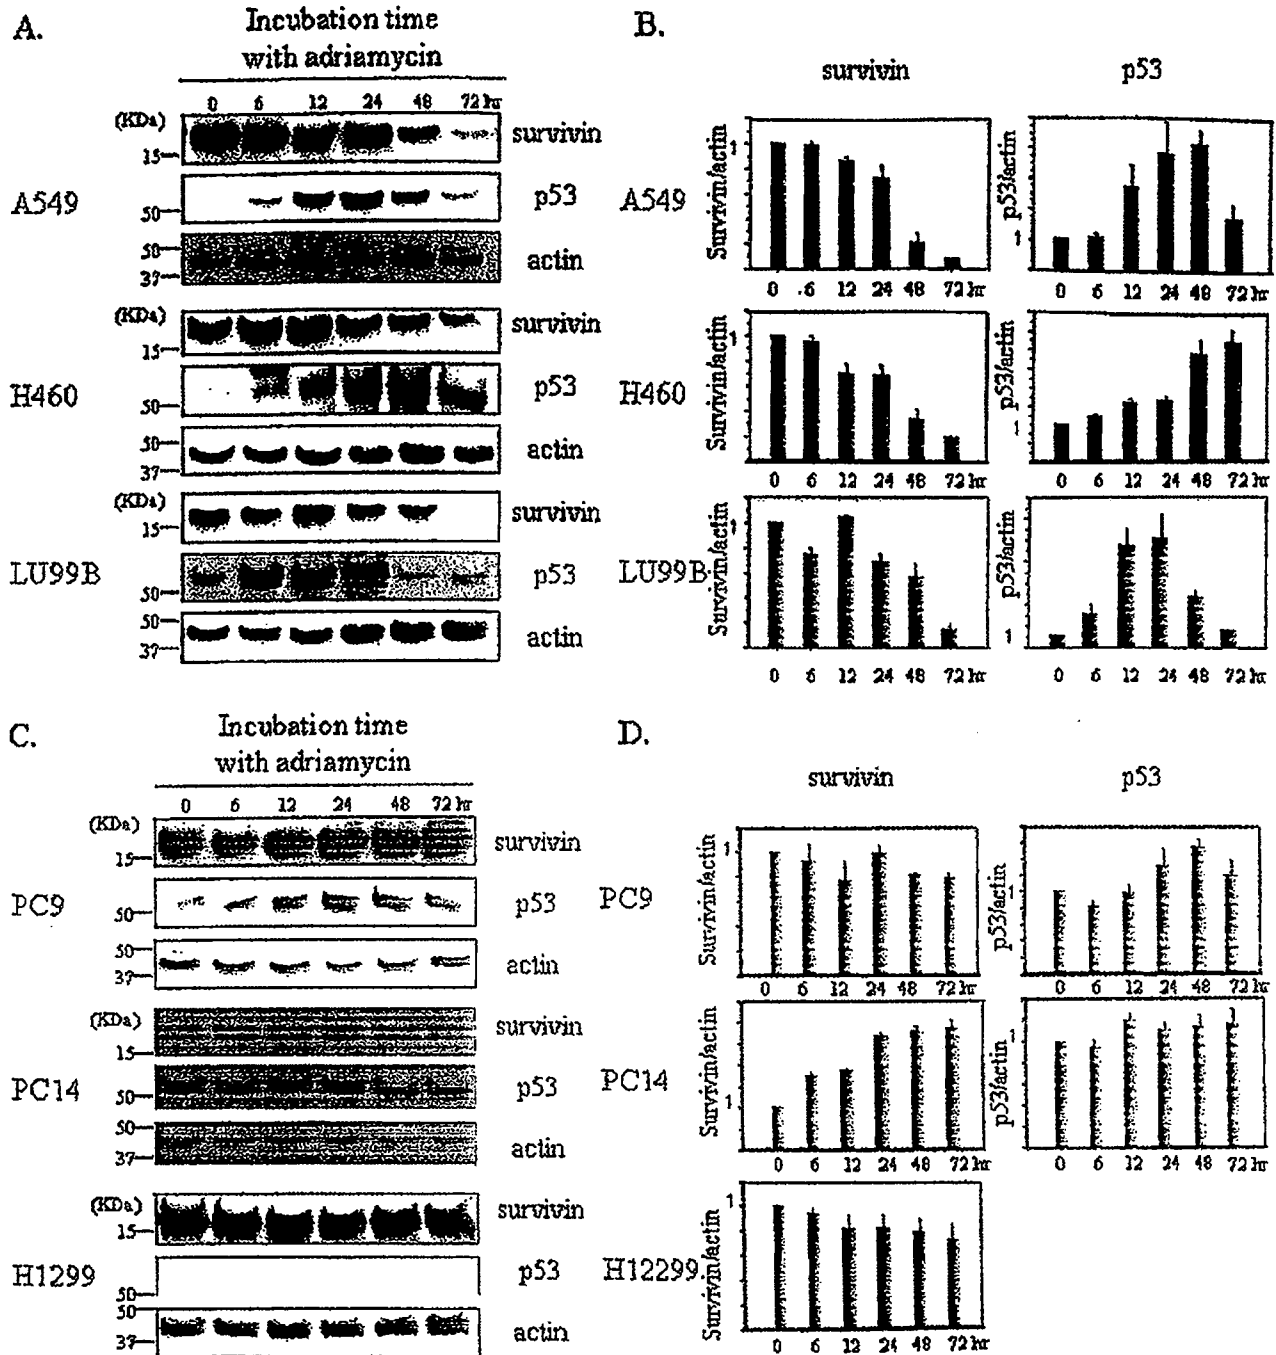 A.
Incubation time
with adriamycin
0 6 12 24 48 72 hr
(KDa)
survivin
15
A549
p53
50
50
actin
37
(KDa)
survivin
15
H460
p53
50
50
actin
37
(KDa)
survivin
15
LU99B
p53
50
50
actin
37
B.
survivin p53
A549
Survivin/actin
1
0 6 12 24 48 72 hr
p53/actin
1
0 6 12 24 48 72 hr
H460
Survivin/actin
1
0 6 12 24 48 72 hr
p53/actin
1
0 6 12 24 48 72 hr
LU99B
Survivin/actin
1
0 6 12 24 48 72 hr
p53/actin
1
0 6 12 24 48 72 hr
C.
Incubation time
with adriamycin
0 6 12 24 48 72 hr
(KDa)
survivin
15
PC9
p53
50
50
actin
37
(KDa)
survivin
15
PC14
p53
50
50
actin
37
(KDa)
survivin
15
H1299
p53
50
50
actin
37
D.
survivin p53
PC9
Survivin/actin
1
0 6 12 24 48 72 hr
p53/actin
1
0 6 12 24 48 72 hr
PC14
Survivin/actin
1
0 6 12 24 48 72 hr
p53/actin
1
0 6 12 24 48 72 hr
H12299
Survivin/actin
1
0 6 12 24 48 72 hr